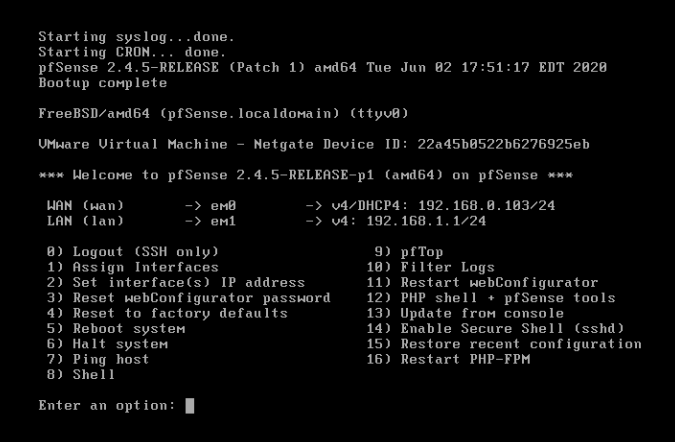 Starting syslog...done.
Starting CRON... done.
pfSense 2.4.5-RELEASE (Patch 1) amd64 Tue Jun 02 17:51:17 EDT 2020
Bootup complete
FreeBSD/amd64 (pfSense.localdomain) (ttyv0)
VMware Virtual Machine - Netgate Device ID: 22a45b0522b6276925eb
*** Welcome to pfSense 2.4.5-RELEASE-p1 (amd64) on pfSense ***
WAN (wan) -> em0 -> v4/DHCP4: 192.168.0.103/24
LAN (lan) -> em1 -> v4: 192.168.1.1/24
0) Logout (SSH only) 9) pfTop
1) Assign Interfaces 10) Filter Logs
2) Set interface(s) IP address 11) Restart webConfigurator
3) Reset webConfigurator password 12) PHP shell + pfSense tools
4) Reset to factory defaults 13) Update from console
5) Reboot system 14) Enable Secure Shell (sshd)
6) Halt system 15) Restore recent configuration
7) Ping host 16) Restart PHP-FPM
8) Shell
Enter an option: